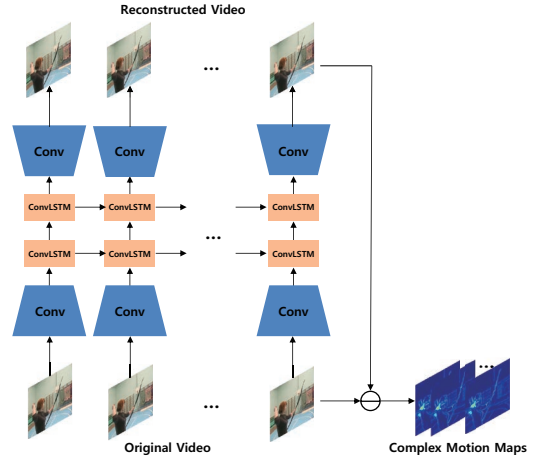 Reconstructed Video
...
Conv Conv Conv
ConvLSTM ConvLSTM ConvLSTM
...
ConvLSTM ConvLSTM ConvLSTM
Conv Conv Conv
...
...
Original Video Complex Motion Maps